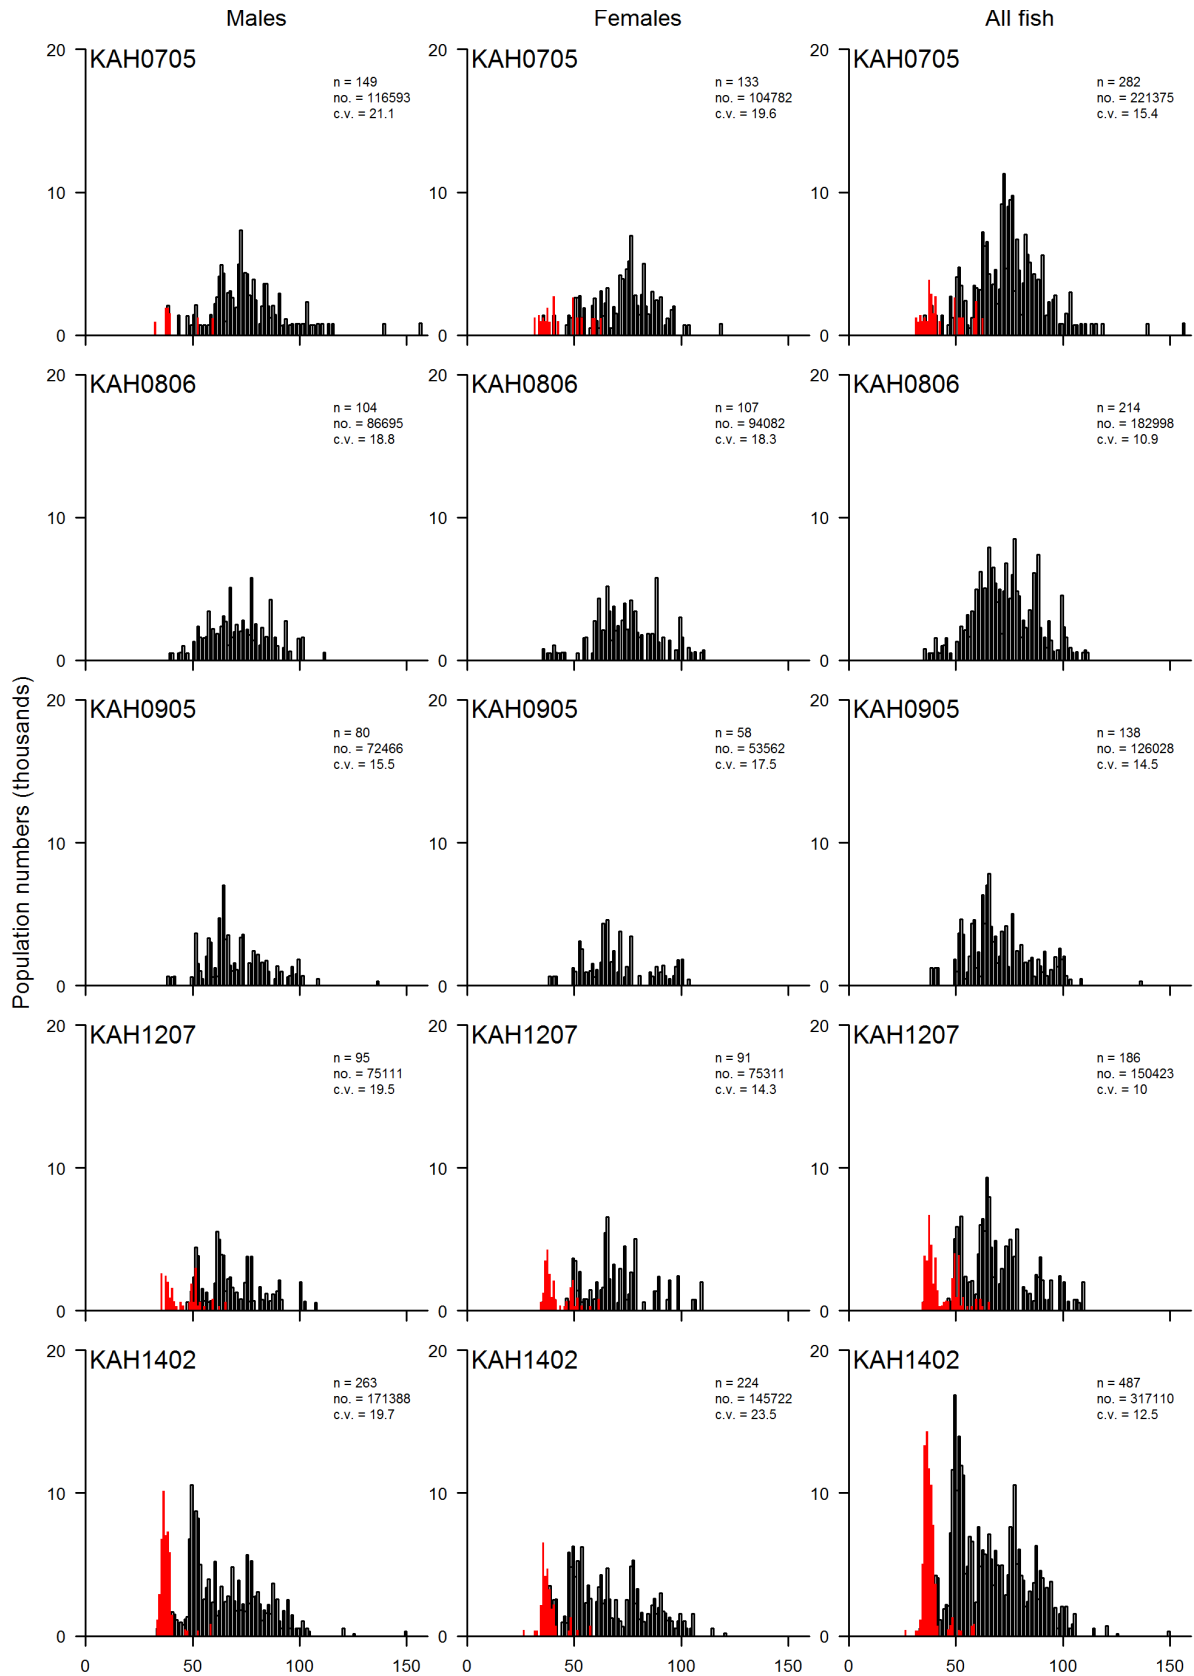 Males Females All fish
20 KAH0705 20 KAH0705 20 KAH0705
n = 149 n = 133 n = 282
no. = 116593 no. = 104782 no. = 221375
c.v. = 21.1 c.v. = 19.6 c.v. = 15.4
10 10 10
0 0 0
20 KAH0806 20 KAH0806 20 KAH0806
n = 104 n = 107 n = 214
no. = 86695 no. = 94082 no. = 182998
c.v. = 18.8 c.v. = 18.3 c.v. = 10.9
10 10 10
0 0 0
Population numbers (thousands)
20 KAH0905 20 KAH0905 20 KAH0905
n = 80 n = 58 n = 138
no. = 72466 no. = 53562 no. = 126028
c.v. = 15.5 c.v. = 17.5 c.v. = 14.5
10 10 10
0 0 0
20 KAH1207 20 KAH1207 20 KAH1207
n = 95 n = 91 n = 186
no. = 75111 no. = 75311 no. = 150423
c.v. = 19.5 c.v. = 14.3 c.v. = 10
10 10 10
0 0 0
20 KAH1402 20 KAH1402 20 KAH1402
n = 263 n = 224 n = 487
no. = 171388 no. = 145722 no. = 317110
c.v. = 19.7 c.v. = 23.5 c.v. = 12.5
10 10 10
0 0 0
0 50 100 150 0 50 100 150 0 50 100 150